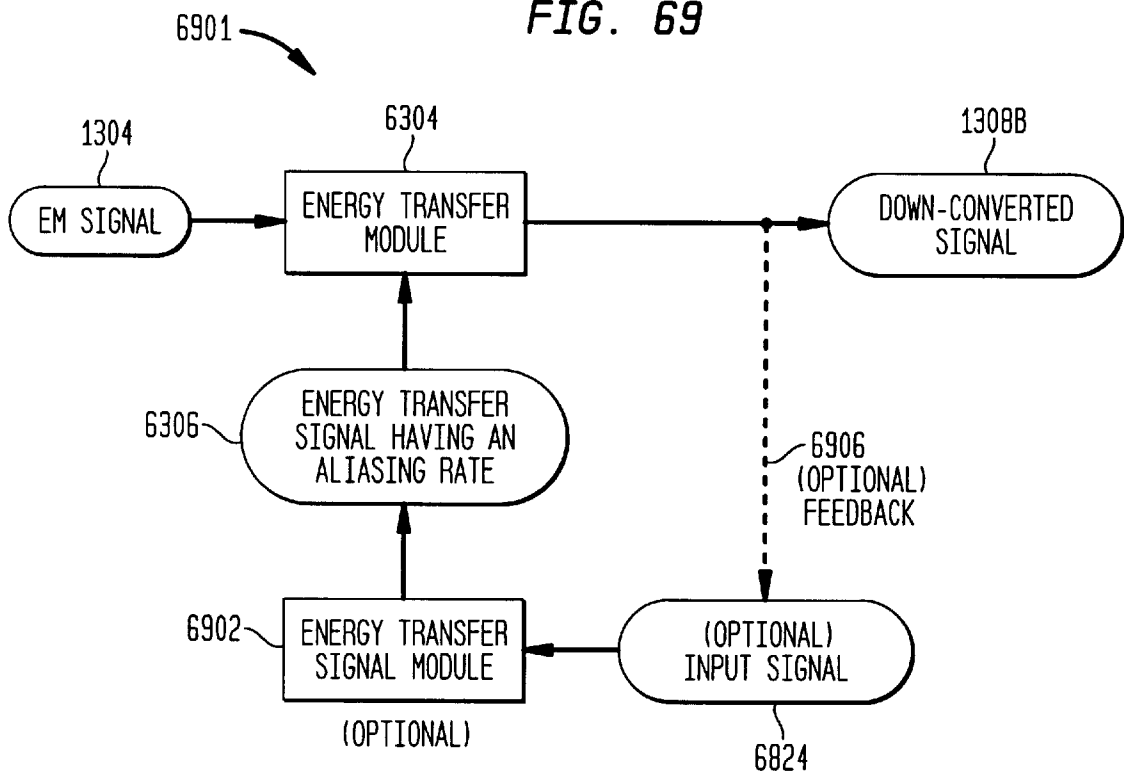 FIG. 69
6901
1304
6304
1308B
EM SIGNAL
ENERGY TRANSFER
MODULE
DOWN-CONVERTED
SIGNAL
6306
ENERGY TRANSFER
SIGNAL HAVING AN
ALIASING RATE
6906
(OPTIONAL)
FEEDBACK
6902
ENERGY TRANSFER
SIGNAL MODULE
(OPTIONAL)
(OPTIONAL)
INPUT SIGNAL
6824